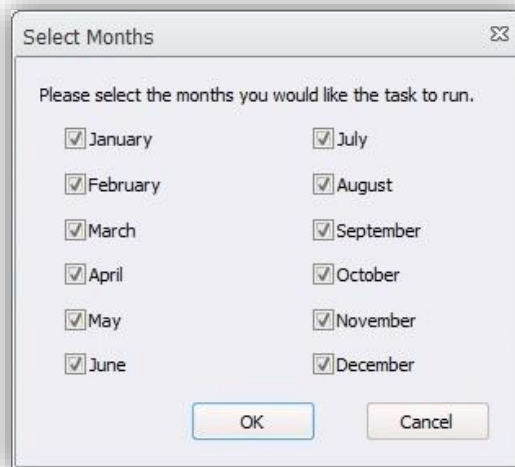 Select Months
Please select the months you would like the task to run.
January
July
February
August
March
September
April
October
May
November
June
December
OK
Cancel